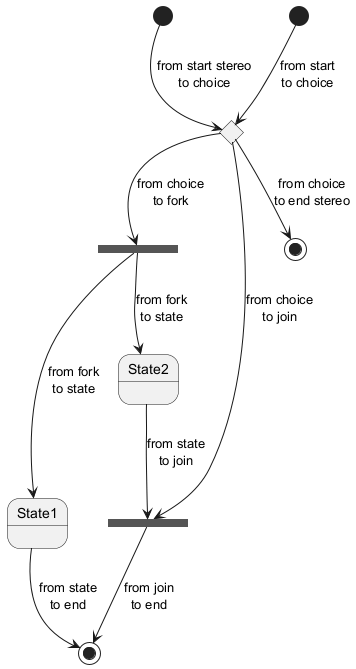 from start stereo
to choice
from start
to choice
from choice
to fork
from choice
to end stereo
from fork
to state
from choice
to join
State2
from fork
to state
from state
to join
State1
from state
to end
from join
to end